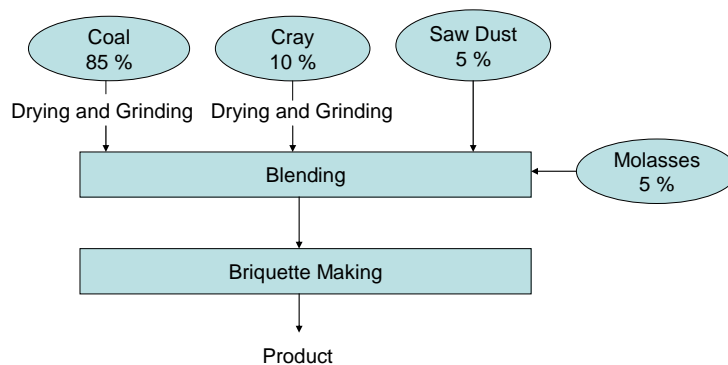 Coal
85 %
Cray
10 %
Saw Dust
5 %
Drying and Grinding
Drying and Grinding
Blending
Molasses
5 %
Briquette Making
Product